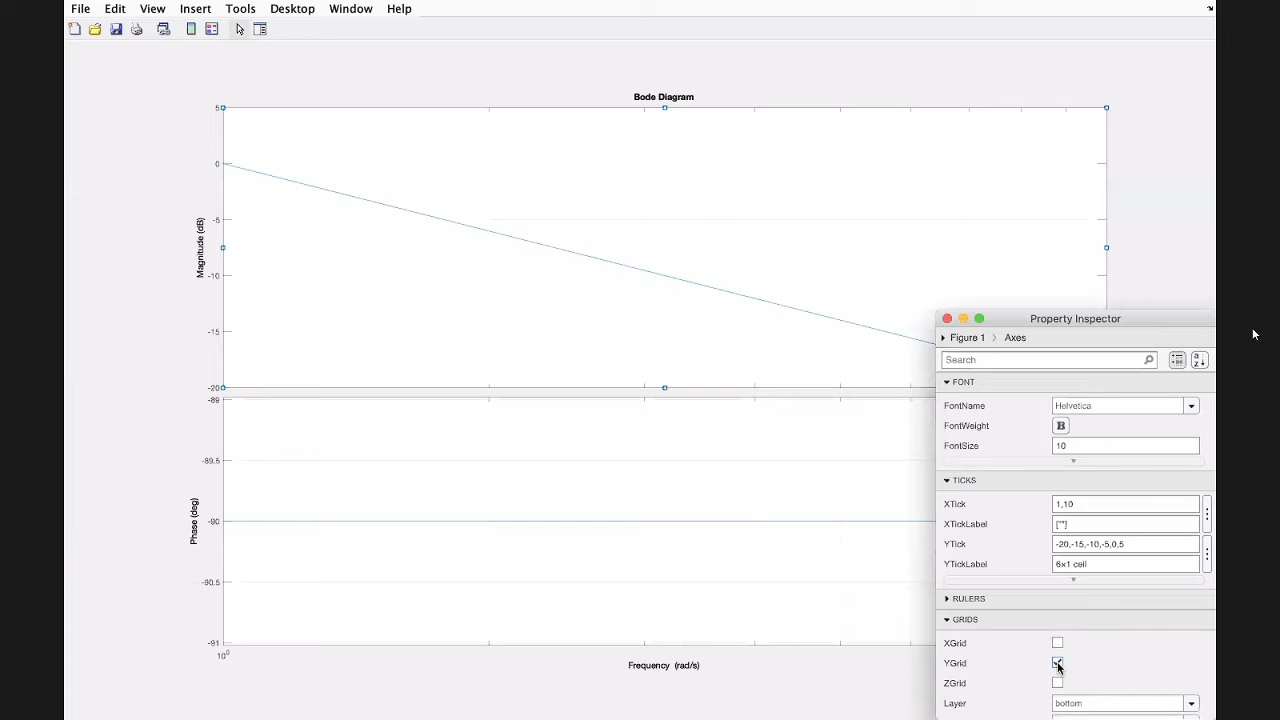 File Edit View Insert Tools Desktop Window Help
Bode Diagram
5
0
-5
-10
-15
-20
Magnitude (dB)
-89
-89.5
-90
-90.5
-91
Phase (deg)
10^0
Frequency (rad/s)
Property Inspector
Figure 1 > Axes
Search
FONT
FontName Helvetica
FontWeight B
FontSize 10
TICKS
XTick 1,10
XTickLabel [""]
YTick -20,-15,-10,-5,0,5
YTickLabel 6×1 cell
RULERS
GRIDS
XGrid
YGrid
ZGrid
Layer bottom